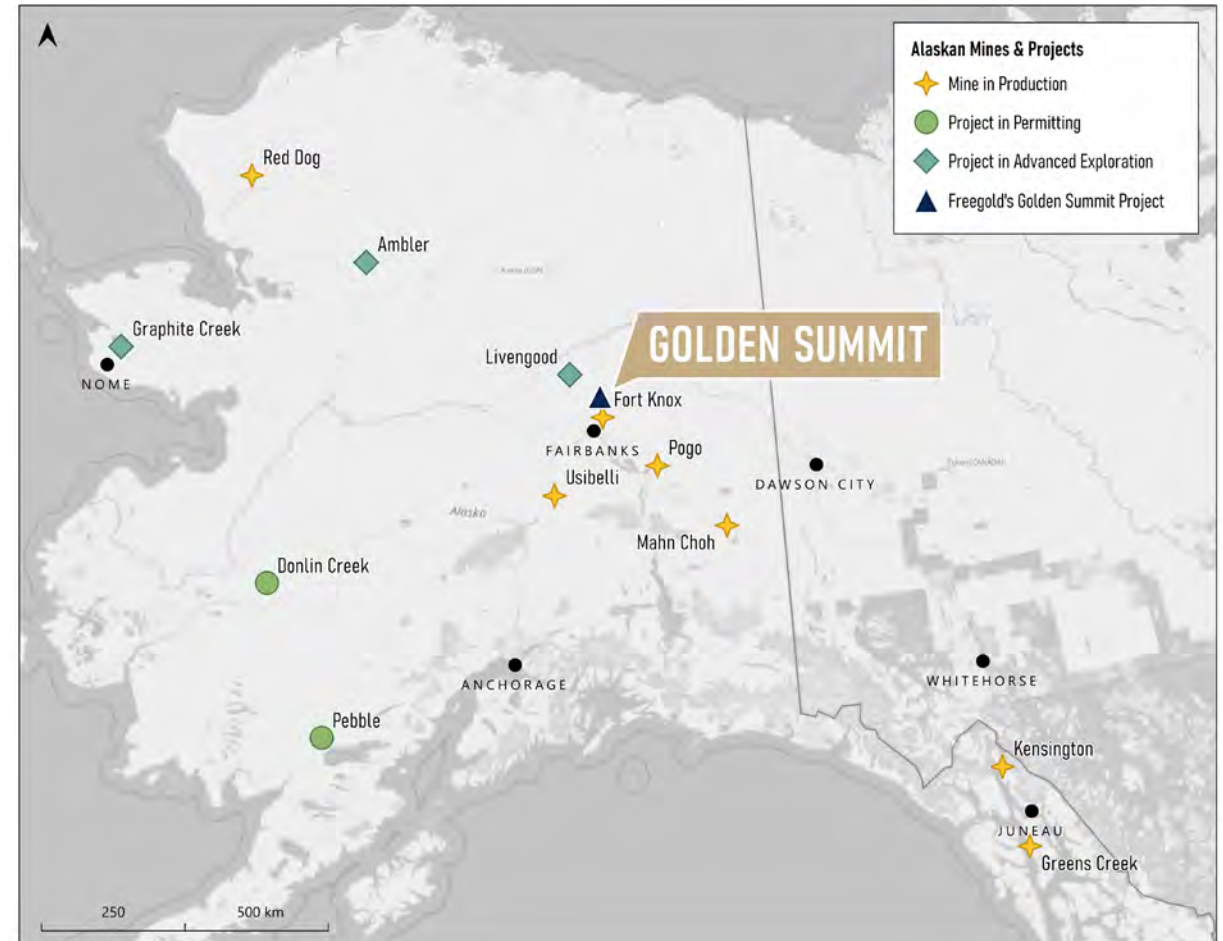 Alaskan Mines & Projects
Mine in Production
Project in Permitting
Project in Advanced Exploration
Freegold's Golden Summit Project
Red Dog
Ambler
Graphite Creek
NOME
Livengood
GOLDEN SUMMIT
Fort Knox
FAIRBANKS
Pogo
Usibelli
DAWSON CITY
Alaska
Mahn Choh
Donlin Creek
ANCHORAGE
WHITEHORSE
Pebble
Kensington
JUNEAU
Greens Creek
250
500 km